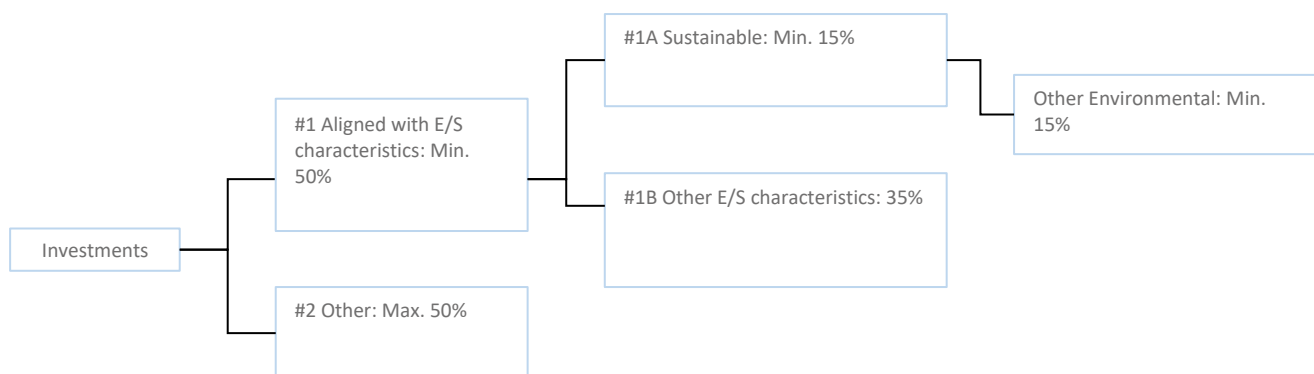 #1A Sustainable: Min. 15%
Other Environmental: Min.
15%
#1 Aligned with E/S
characteristics: Min.
50%
#1B Other E/S characteristics: 35%
Investments
#2 Other: Max. 50%